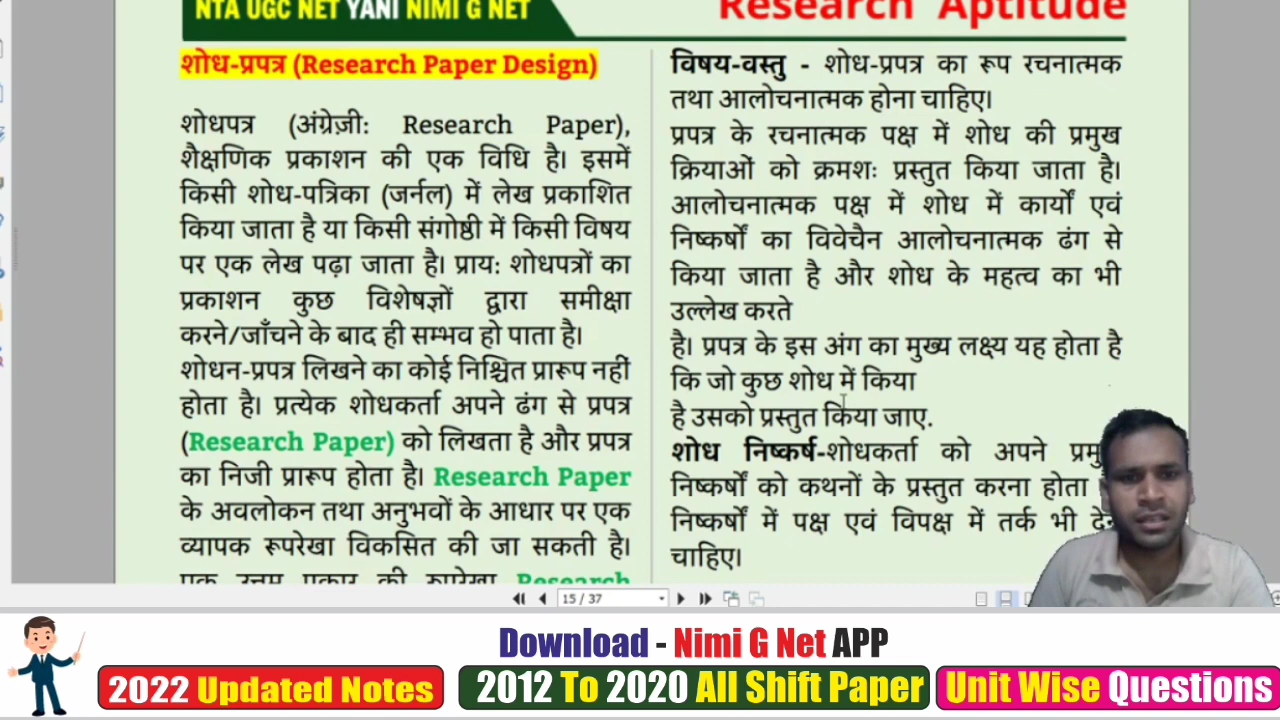 NTA UGC NET YANI NIMI G NET
Research Aptitude
शोध-प्रपत्र (Research Paper Design)
शोधपत्र (अंग्रेज़ी: Research Paper),
शैक्षणिक प्रकाशन की एक विधि है। इसमें
किसी शोध-पत्रिका (जर्नल) में लेख प्रकाशित
किया जाता है या किसी संगोष्ठी में किसी विषय
पर एक लेख पढ़ा जाता है। प्राय: शोधपत्रों का
प्रकाशन कुछ विशेषज्ञों द्वारा समीक्षा
करने/जाँचने के बाद ही सम्भव हो पाता है।
शोधन-प्रपत्र लिखने का कोई निश्चित प्रारूप नहीं
होता है। प्रत्येक शोधकर्ता अपने ढंग से प्रपत्र
(Research Paper) को लिखता है और प्रपत्र
का निजी प्रारूप होता है। Research Paper
के अवलोकन तथा अनुभवों के आधार पर एक
व्यापक रूपरेखा विकसित की जा सकती है।
एक उत्तम प्रकार की रूपरेखा Research
विषय-वस्तु - शोध-प्रपत्र का रूप रचनात्मक
तथा आलोचनात्मक होना चाहिए।
प्रपत्र के रचनात्मक पक्ष में शोध की प्रमुख
क्रियाओं को क्रमशः प्रस्तुत किया जाता है।
आलोचनात्मक पक्ष में शोध में कार्यों एवं
निष्कर्षों का विवेचैन आलोचनात्मक ढंग से
किया जाता है और शोध के महत्व का भी
उल्लेख करते
है। प्रपत्र के इस अंग का मुख्य लक्ष्य यह होता है
कि जो कुछ शोध में किया
है उसको प्रस्तुत किया जाए.
शोध निष्कर्ष-शोधकर्ता को अपने
निष्कर्षों को कथनों के प्रस्तुत करना होता
निष्कर्षों में पक्ष एवं विपक्ष में तर्क भी
चाहिए।
15 / 37
Download - Nimi G Net APP
2022 Updated Notes
2012 To 2020 All Shift Paper
Unit Wise Questions